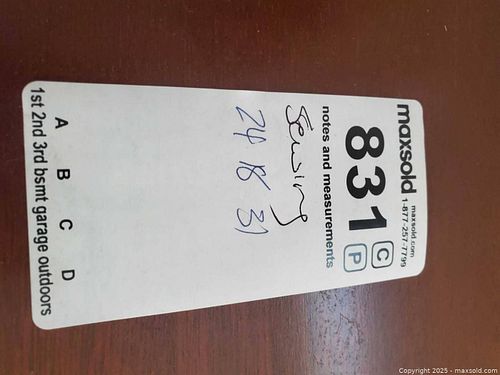 maxsold
maxsold.com
1-877-257-7799
831
C
P
notes and measurements
Sewing
24 18 31
A B C D
1st 2nd 3rd bsmt garage outdoors
Copyright © 2025 - maxsold.com